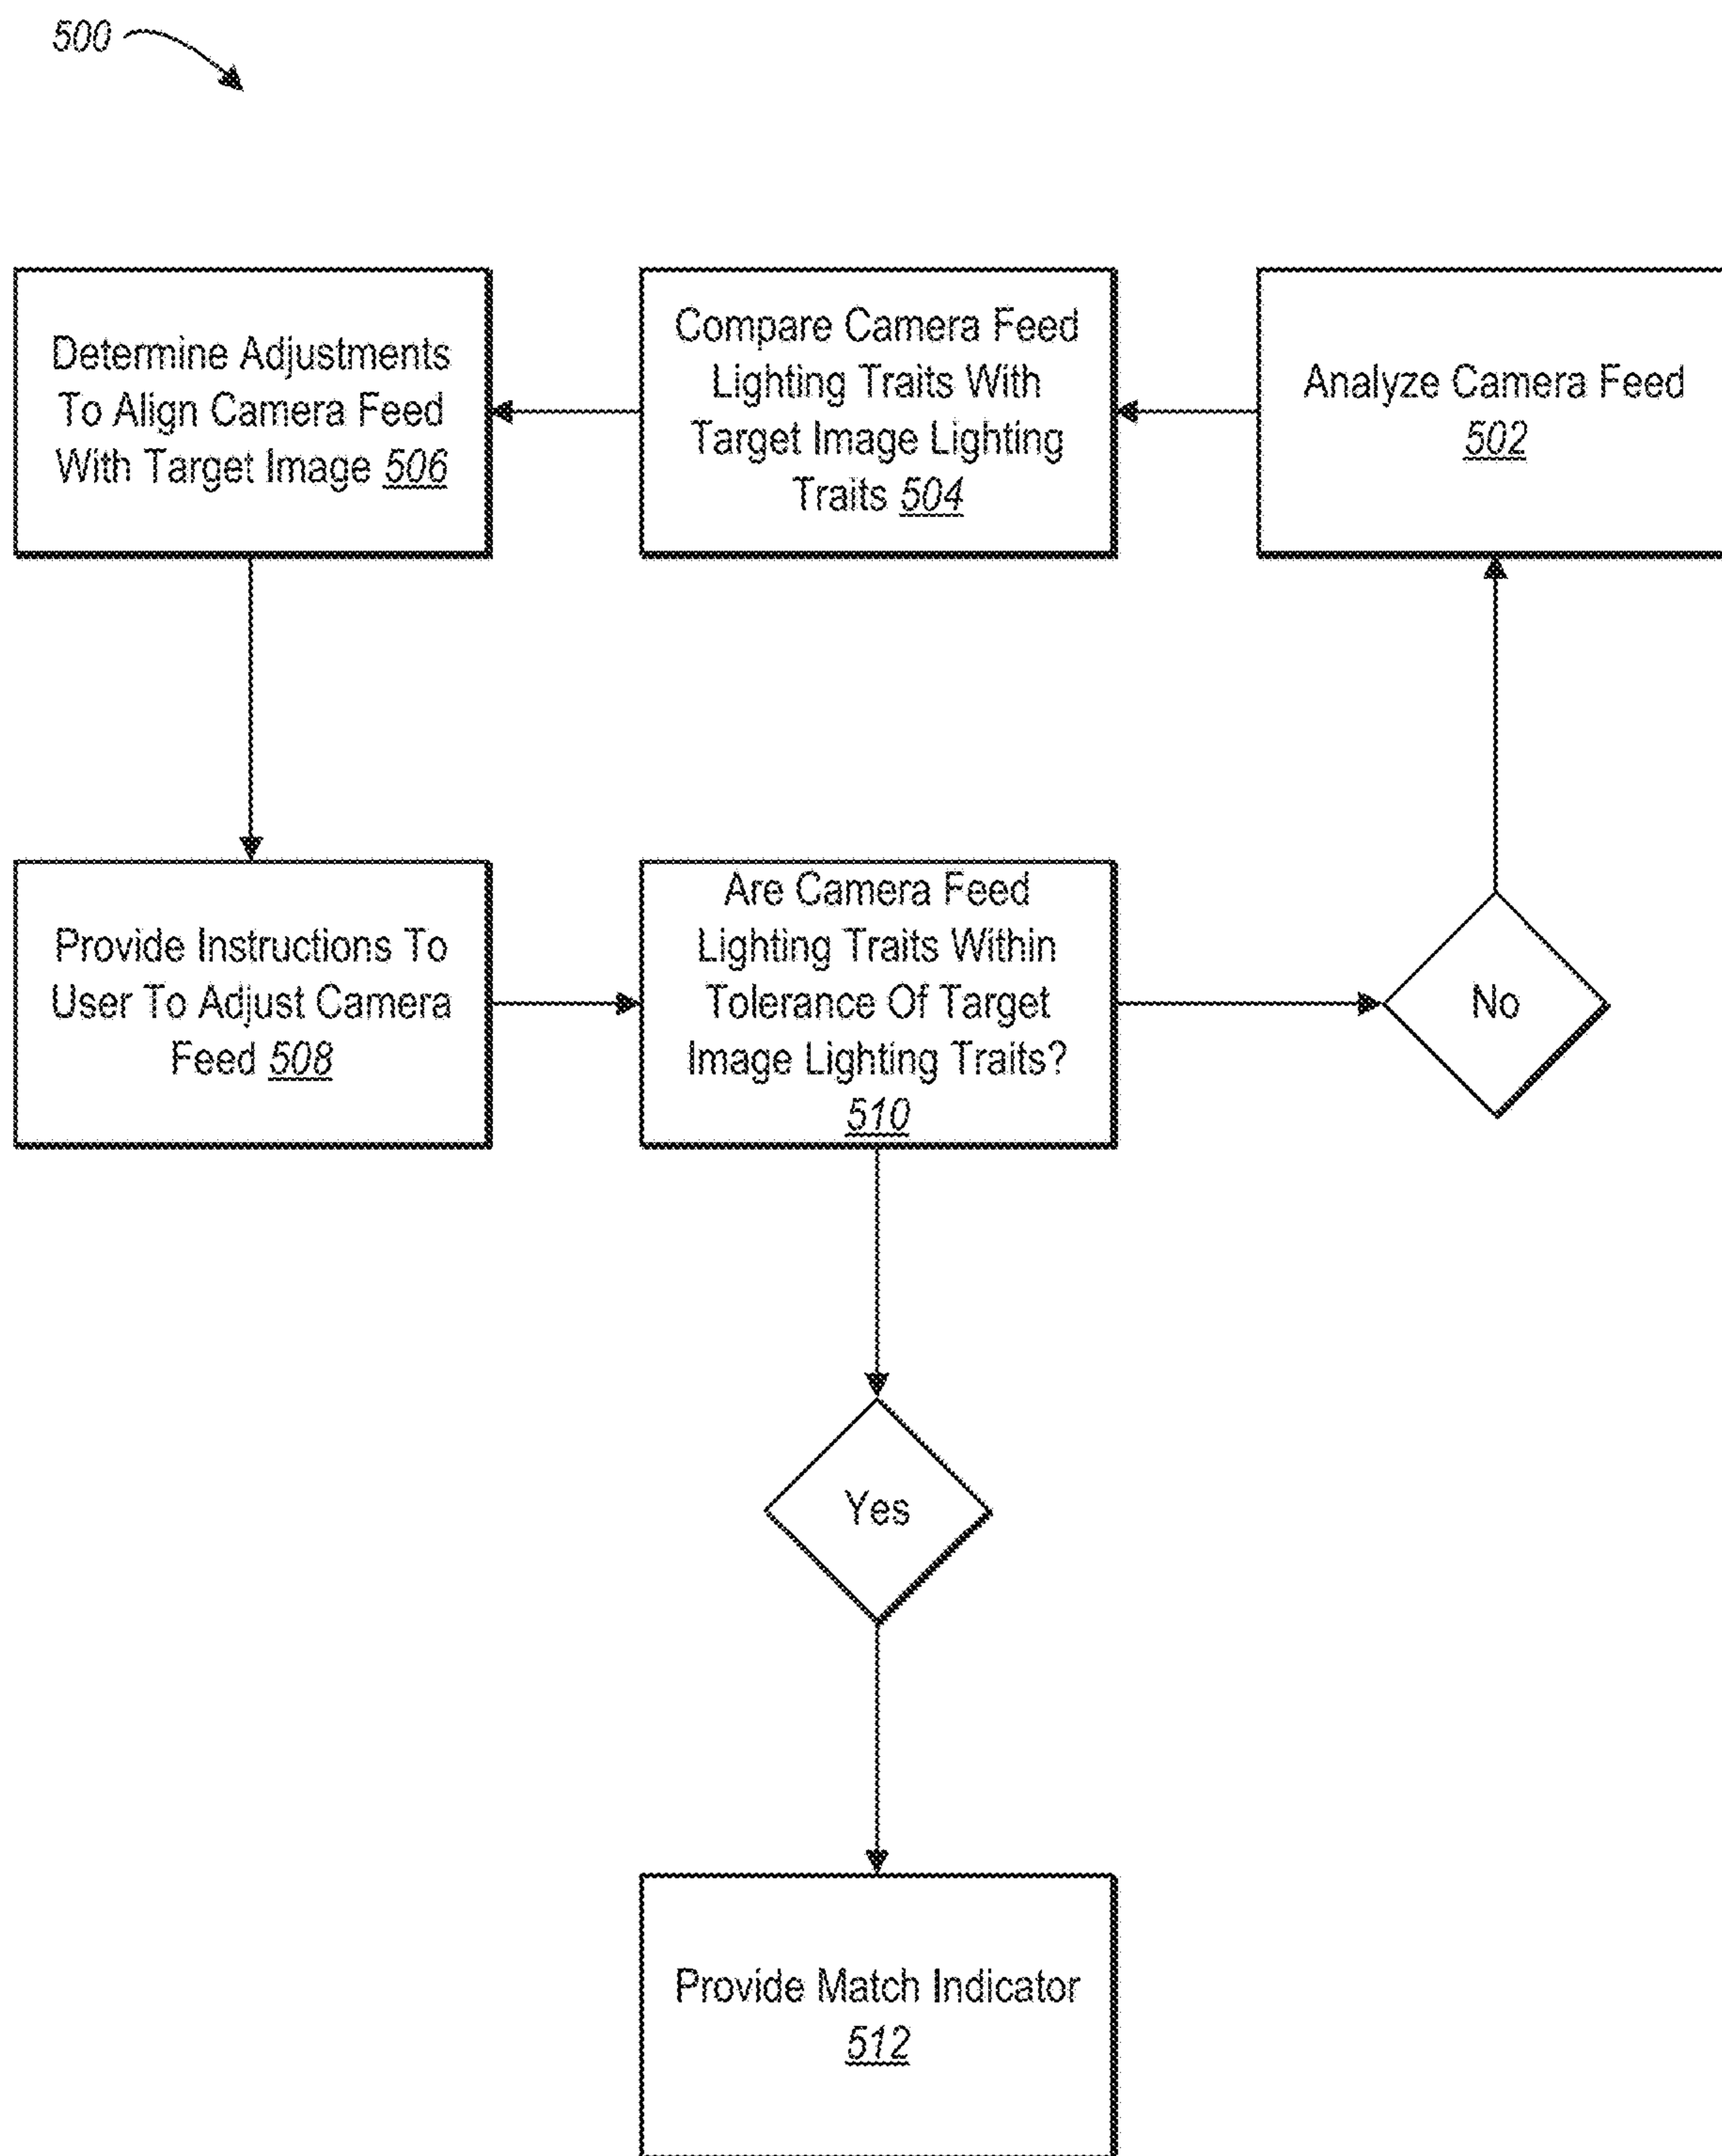 500
Determine Adjustments
To Align Camera Feed
With Target Image 506
Compare Camera Feed
Lighting Traits With
Target Image Lighting
Traits 504
Analyze Camera Feed
502
Provide Instructions To
User To Adjust Camera
Feed 508
Are Camera Feed
Lighting Traits Within
Tolerance Of Target
Image Lighting Traits?
510
No
Yes
Provide Match Indicator
512